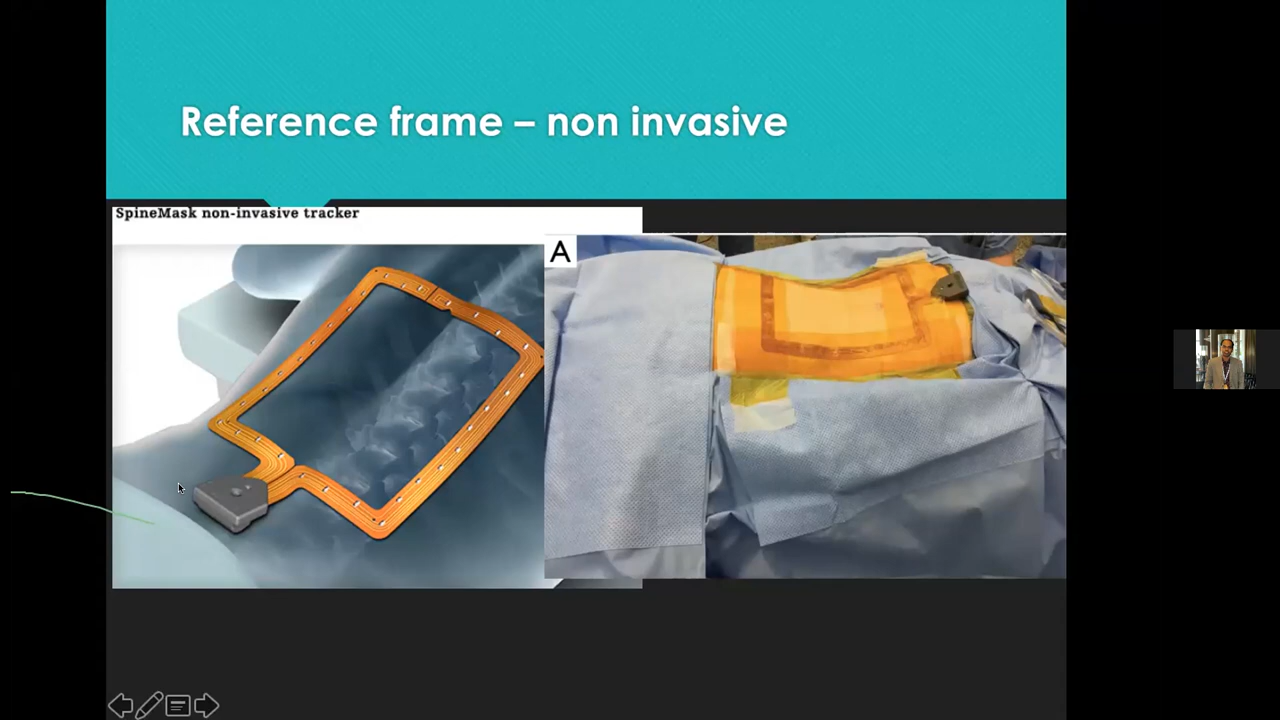 Reference frame – non invasive
SpineMask non-invasive tracker
A